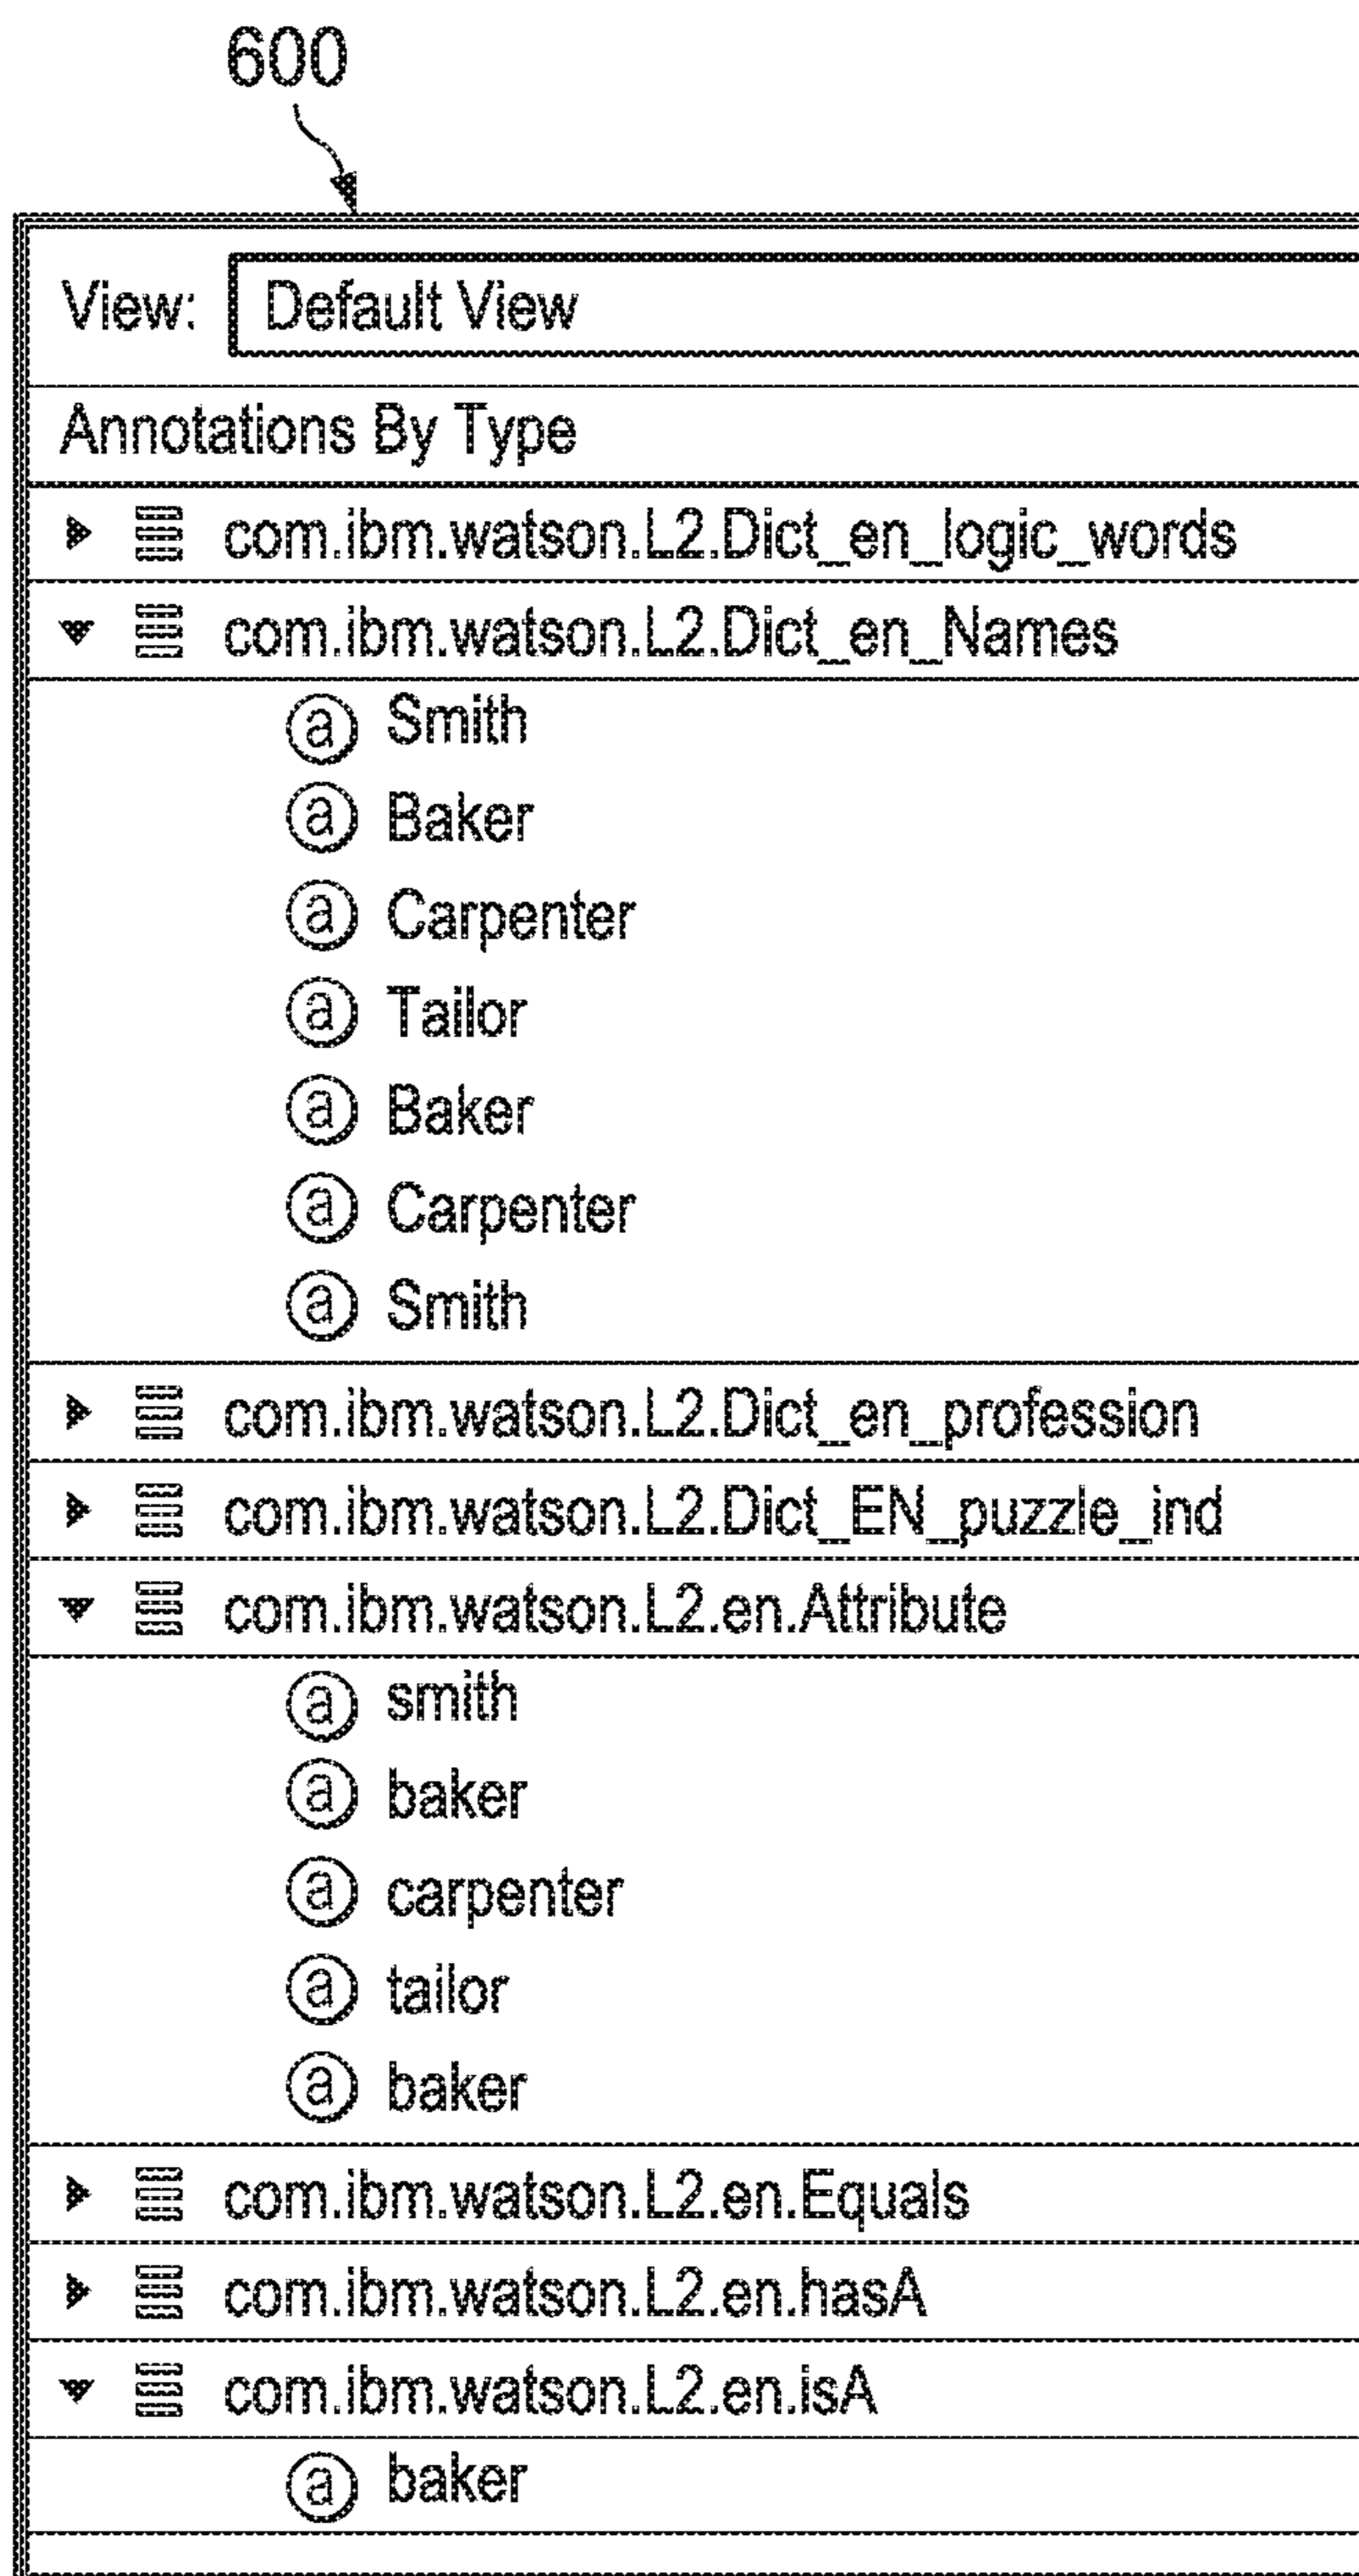 600
View: Default View
Annotations By Type
com.ibm.watson.L2.Dict_en_logic_words
com.ibm.watson.L2.Dict_en_Names
a Smith
a Baker
a Carpenter
a Tailor
a Baker
a Carpenter
a Smith
com.ibm.watson.L2.Dict_en_profession
com.ibm.watson.L2.Dict_EN_puzzle_ind
com.ibm.watson.L2.en.Attribute
a smith
a baker
a carpenter
a tailor
a baker
com.ibm.watson.L2.en.Equals
com.ibm.watson.L2.en.hasA
com.ibm.watson.L2.en.isA
a baker